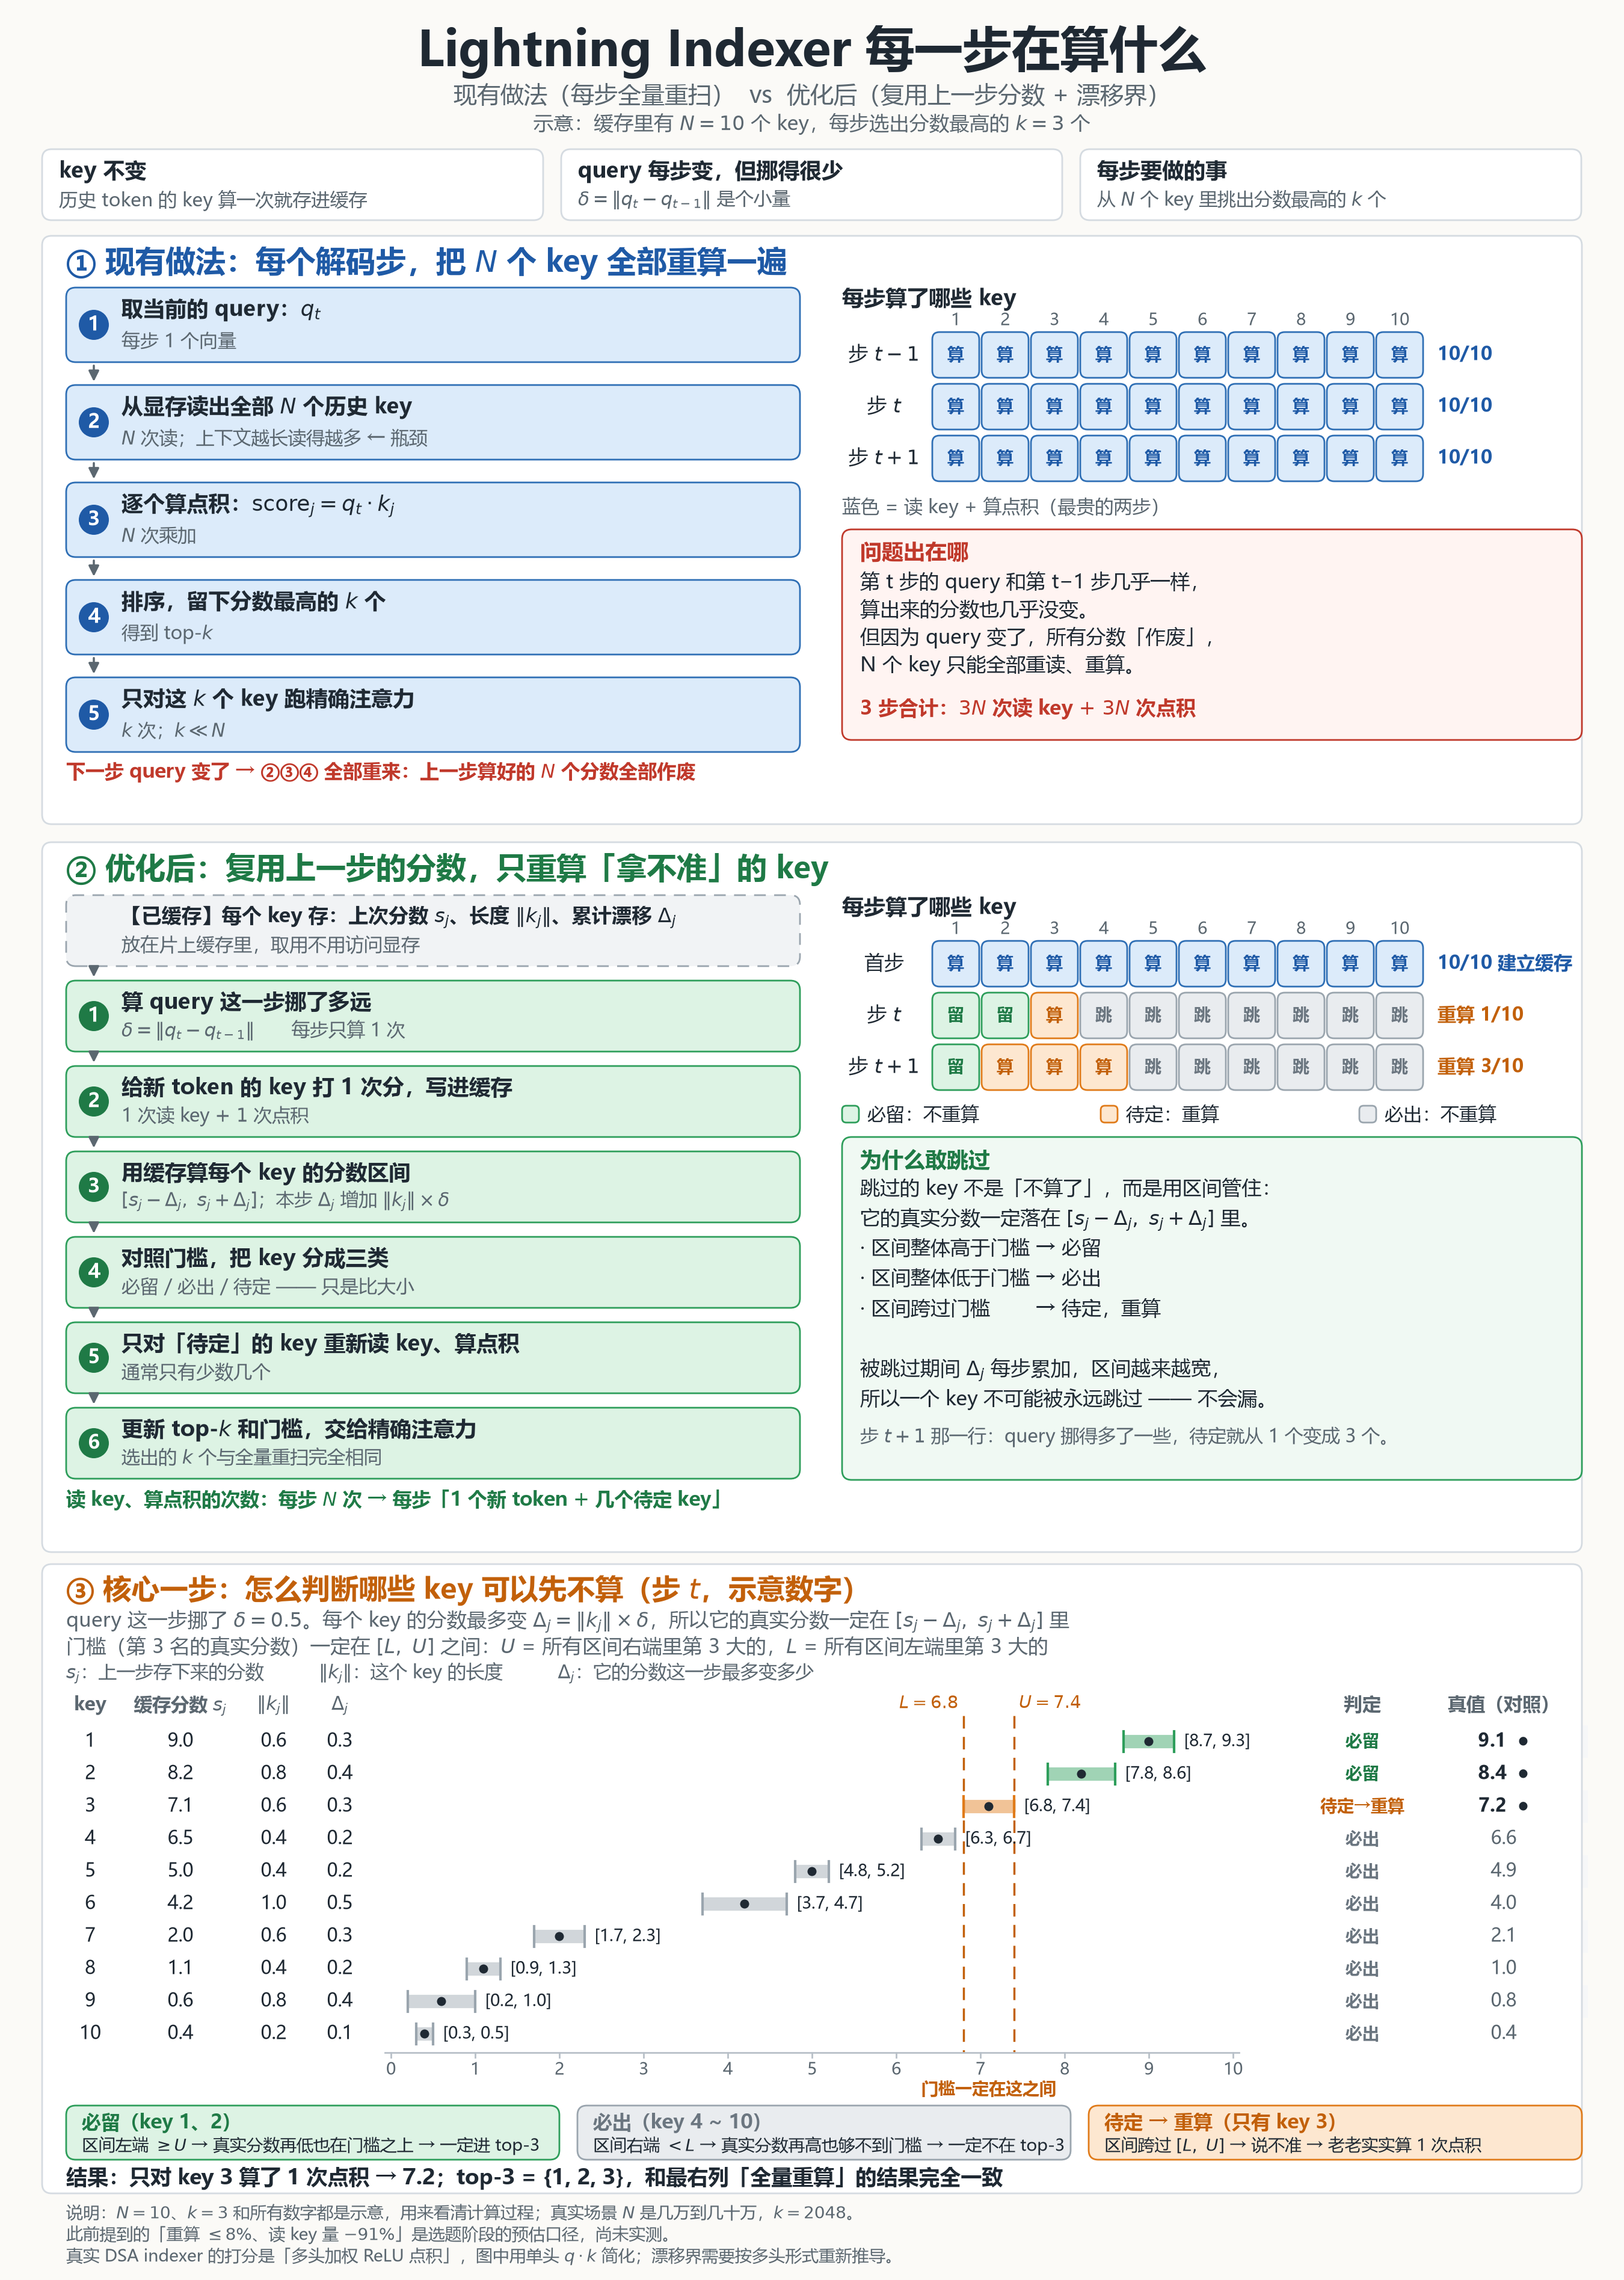 Lightning Indexer 每一步在算什么
现有做法（每步全量重扫） vs 优化后（复用上一步分数 + 漂移界）
示意：缓存里有 N = 10 个 key，每步选出分数最高的 k = 3 个
key 不变
历史 token 的 key 算一次就存进缓存
query 每步变，但挪得很少
δ = ‖q_t − q_{t−1}‖ 是个小量
每步要做的事
从 N 个 key 里挑出分数最高的 k 个
① 现有做法：每个解码步，把 N 个 key 全部重算一遍
1 取当前的 query：q_t
每步 1 个向量
2 从显存读出全部 N 个历史 key
N 次读；上下文越长读得越多 ← 瓶颈
3 逐个算点积：score_j = q_t · k_j
N 次乘加
4 排序，留下分数最高的 k 个
得到 top-k
5 只对这 k 个 key 跑精确注意力
k 次；k ≪ N
下一步 query 变了 → ②③④ 全部重来：上一步算好的 N 个分数全部作废
每步算了哪些 key
1 2 3 4 5 6 7 8 9 10
步 t − 1 算 算 算 算 算 算 算 算 算 算 10/10
步 t 算 算 算 算 算 算 算 算 算 算 10/10
步 t + 1 算 算 算 算 算 算 算 算 算 算 10/10
蓝色 = 读 key + 算点积（最贵的两步）
问题出在哪
第 t 步的 query 和第 t−1 步几乎一样，
算出来的分数也几乎没变。
但因为 query 变了，所有分数「作废」，
N 个 key 只能全部重读、重算。
3 步合计：3N 次读 key + 3N 次点积
② 优化后：复用上一步的分数，只重算「拿不准」的 key
【已缓存】每个 key 存：上次分数 s_j、长度 ‖k_j‖、累计漂移 Δ_j
放在片上缓存里，取用不用访问显存
1 算 query 这一步挪了多远
δ = ‖q_t − q_{t−1}‖ 每步只算 1 次
2 给新 token 的 key 打 1 次分，写进缓存
1 次读 key + 1 次点积
3 用缓存算每个 key 的分数区间
[s_j − Δ_j, s_j + Δ_j]；本步 Δ_j 增加 ‖k_j‖ × δ
4 对照门槛，把 key 分成三类
必留 / 必出 / 待定 —— 只是比大小
5 只对「待定」的 key 重新读 key、算点积
通常只有少数几个
6 更新 top-k 和门槛，交给精确注意力
选出的 k 个与全量重扫完全相同
读 key、算点积的次数：每步 N 次 → 每步「1 个新 token + 几个待定 key」
每步算了哪些 key
1 2 3 4 5 6 7 8 9 10
首步 算 算 算 算 算 算 算 算 算 算 10/10 建立缓存
步 t 留 留 算 跳 跳 跳 跳 跳 跳 跳 重算 1/10
步 t + 1 留 算 算 算 跳 跳 跳 跳 跳 跳 重算 3/10
必留：不重算 待定：重算 必出：不重算
为什么敢跳过
跳过的 key 不是「不算了」，而是用区间管住：
它的真实分数一定落在 [s_j − Δ_j, s_j + Δ_j] 里。
· 区间整体高于门槛 → 必留
· 区间整体低于门槛 → 必出
· 区间跨过门槛 → 待定，重算
被跳过期间 Δ_j 每步累加，区间越来越宽，
所以一个 key 不可能被永远跳过 —— 不会漏。
步 t + 1 那一行：query 挪得多了一些，待定就从 1 个变成 3 个。
③ 核心一步：怎么判断哪些 key 可以先不算（步 t，示意数字）
query 这一步挪了 δ = 0.5。每个 key 的分数最多变 Δ_j = ‖k_j‖ × δ，所以它的真实分数一定在 [s_j − Δ_j, s_j + Δ_j] 里
门槛（第 3 名的真实分数）一定在 [L, U] 之间：U = 所有区间右端里第 3 大的，L = 所有区间左端里第 3 大的
s_j：上一步存下来的分数 ‖k_j‖：这个 key 的长度 Δ_j：它的分数这一步最多变多少
key 缓存分数 s_j ‖k_j‖ Δ_j L = 6.8 U = 7.4 判定 真值（对照）
1 9.0 0.6 0.3 [8.7, 9.3] 必留 9.1 ●
2 8.2 0.8 0.4 [7.8, 8.6] 必留 8.4 ●
3 7.1 0.6 0.3 [6.8, 7.4] 待定→重算 7.2 ●
4 6.5 0.4 0.2 [6.3, 6.7] 必出 6.6
5 5.0 0.4 0.2 [4.8, 5.2] 必出 4.9
6 4.2 1.0 0.5 [3.7, 4.7] 必出 4.0
7 2.0 0.6 0.3 [1.7, 2.3] 必出 2.1
8 1.1 0.4 0.2 [0.9, 1.3] 必出 1.0
9 0.6 0.8 0.4 [0.2, 1.0] 必出 0.8
10 0.4 0.2 0.1 [0.3, 0.5] 必出 0.4
0 1 2 3 4 5 6 7 8 9 10
门槛一定在这之间
必留（key 1、2）
区间左端 ≥ U → 真实分数再低也在门槛之上 → 一定进 top-3
必出（key 4 ~ 10）
区间右端 < L → 真实分数再高也够不到门槛 → 一定不在 top-3
待定 → 重算（只有 key 3）
区间跨过 [L, U] → 说不准 → 老老实实算 1 次点积
结果：只对 key 3 算了 1 次点积 → 7.2；top-3 = {1, 2, 3}，和最右列「全量重算」的结果完全一致
说明：N = 10、k = 3 和所有数字都是示意，用来看清计算过程；真实场景 N 是几万到几十万，k = 2048。
此前提到的「重算 ≤8%、读 key 量 −91%」是选题阶段的预估口径，尚未实测。
真实 DSA indexer 的打分是「多头加权 ReLU 点积」，图中用单头 q · k 简化；漂移界需要按多头形式重新推导。